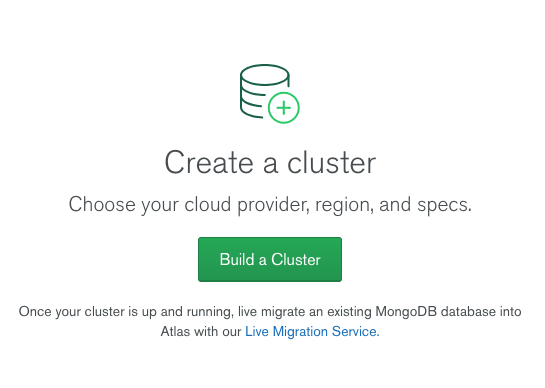 Create a cluster
Choose your cloud provider, region, and specs.
Build a Cluster
Once your cluster is up and running, live migrate an existing MongoDB database into
Atlas with our Live Migration Service.